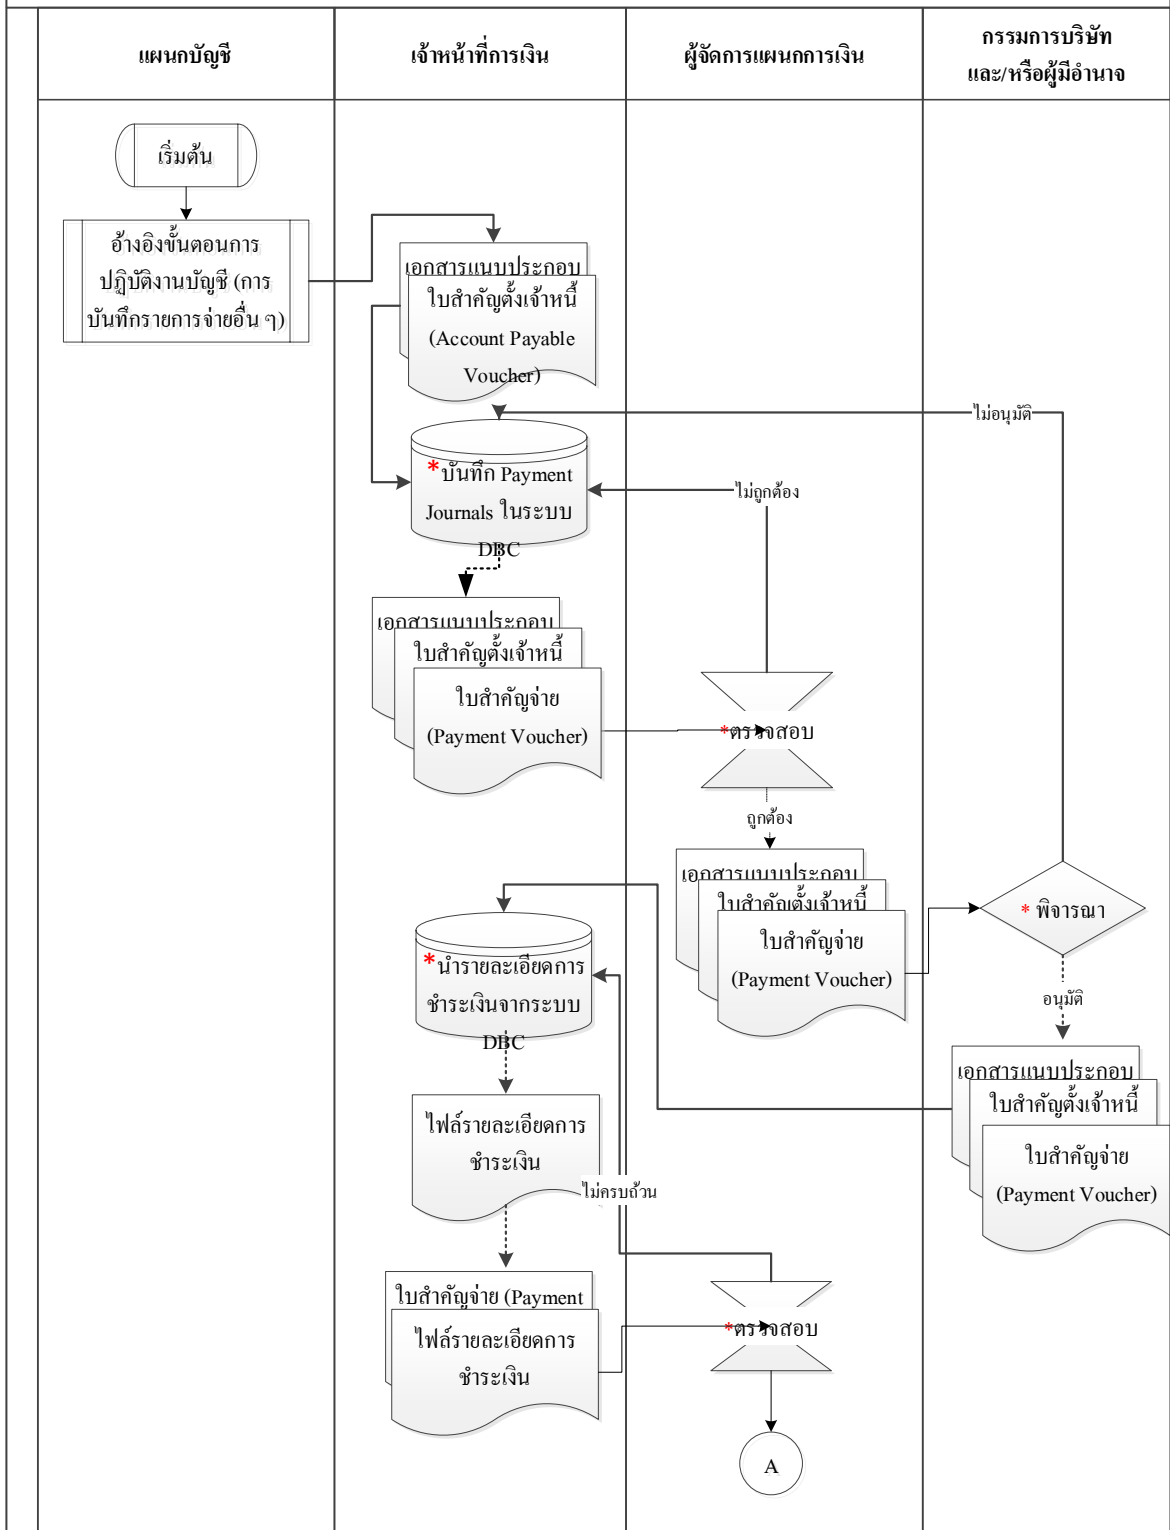 แผนกบัญชี
เจ้าหน้าที่การเงิน
ผู้จัดการแผนกการเงิน
กรรมการบริษัท
และ/หรือผู้มีอำนาจ
เริ่มต้น
อ้างอิงขั้นตอนการ
ปฏิบัติงานบัญชี (การ
บันทึกรายการจ่ายอื่น ๆ)
เอกสารแนบประกอบ
ใบสำคัญตั้งเจ้าหนี้
(Account Payable
Voucher)
ไม่อนุมัติ
*บันทึก Payment
Journals ในระบบ
DBC
ไม่ถูกต้อง
เอกสารแนบประกอบ
ใบสำคัญตั้งเจ้าหนี้
ใบสำคัญจ่าย
(Payment Voucher)
*ตรวจสอบ
ถูกต้อง
เอกสารแนบประกอบ
ใบสำคัญตั้งเจ้าหนี้
ใบสำคัญจ่าย
(Payment Voucher)
* พิจารณา
อนุมัติ
*นำรายละเอียดการ
ชำระเงินจากระบบ
DBC
เอกสารแนบประกอบ
ใบสำคัญตั้งเจ้าหนี้
ใบสำคัญจ่าย
(Payment Voucher)
ไฟล์รายละเอียดการ
ชำระเงิน
ไม่ครบถ้วน
ใบสำคัญจ่าย (Payment
ไฟล์รายละเอียดการ
ชำระเงิน
*ตรวจสอบ
A